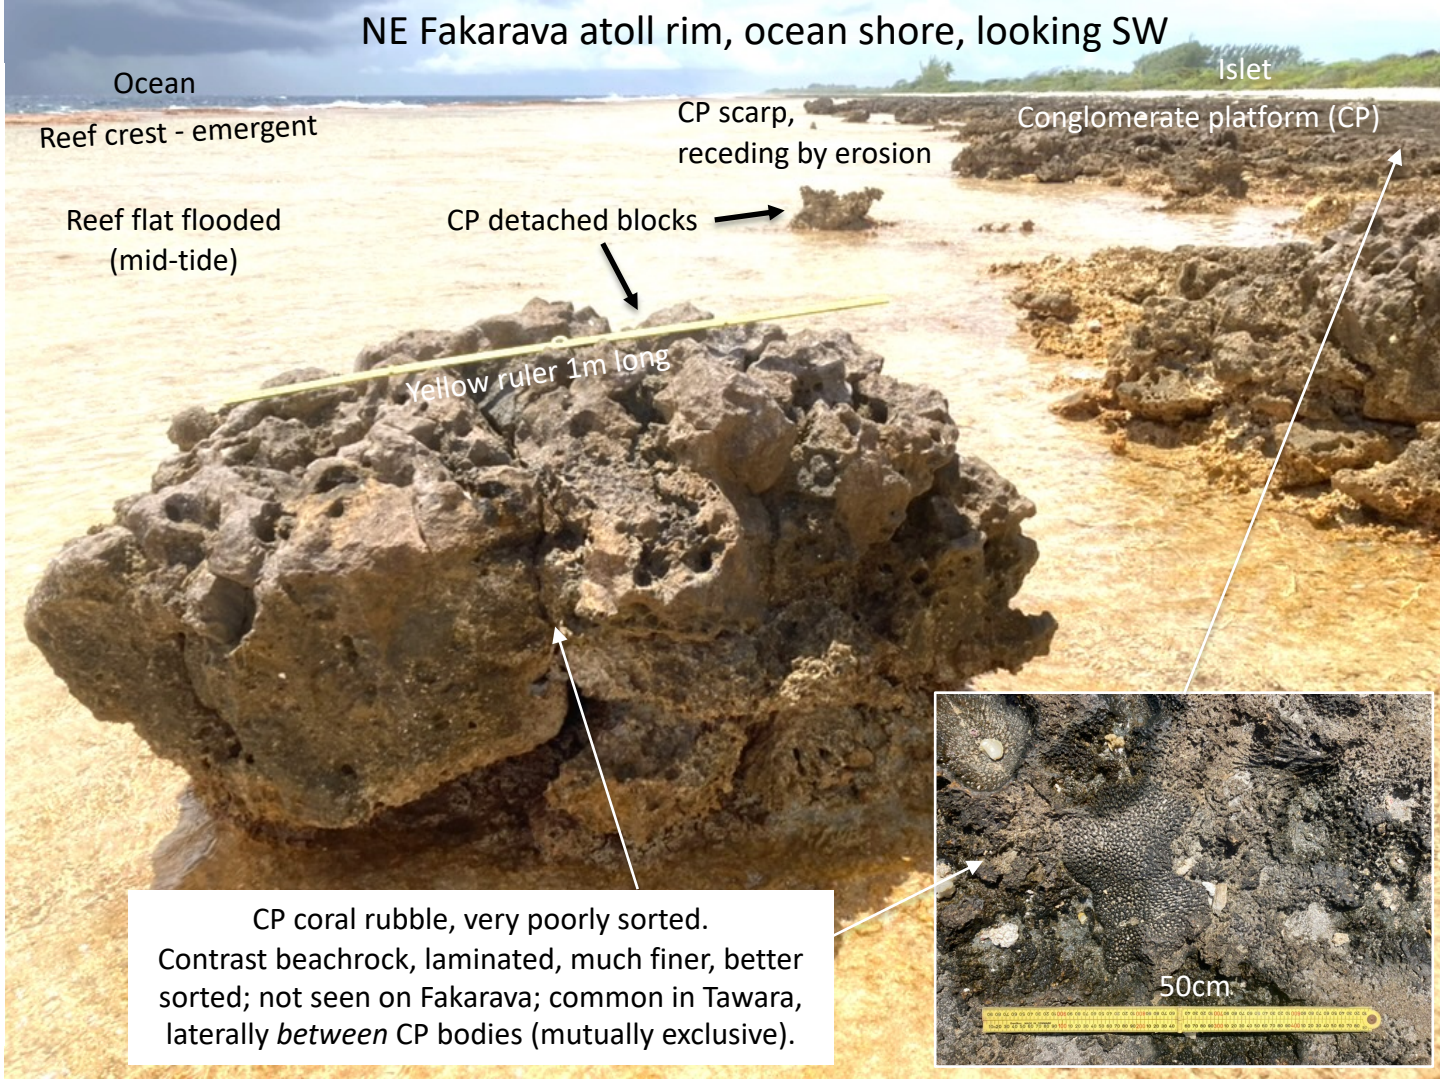 NE Fakarava atoll rim, ocean shore, looking SW
Ocean
Islet
Reef crest - emergent
CP scarp,
receding by erosion
Conglomerate platform (CP)
Reef flat flooded
(mid-tide)
CP detached blocks
Yellow ruler 1m long
CP coral rubble, very poorly sorted.
Contrast beachrock, laminated, much finer, better
sorted; not seen on Fakarava; common in Tawara,
laterally between CP bodies (mutually exclusive).
50cm